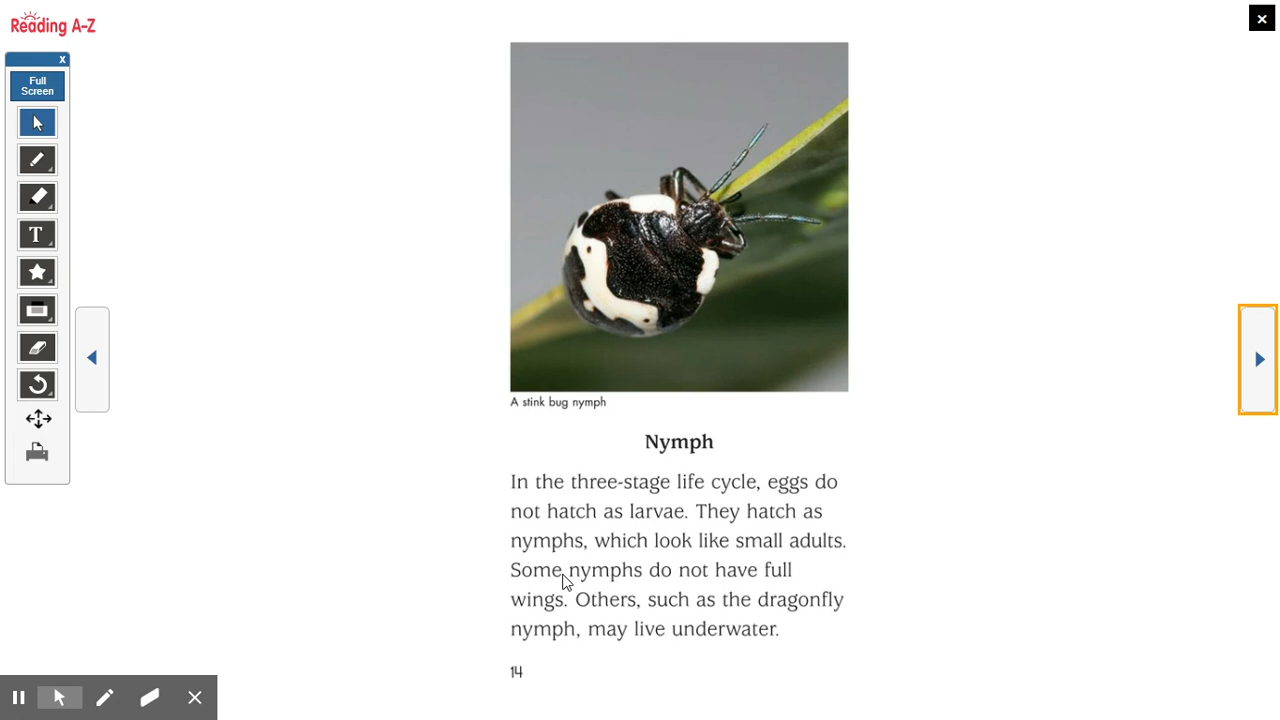 Reading A-Z
x
Full
Screen
T
A stink bug nymph
Nymph
In the three-stage life cycle, eggs do
not hatch as larvae. They hatch as
nymphs, which look like small adults.
Some nymphs do not have full
wings. Others, such as the dragonfly
nymph, may live underwater.
14